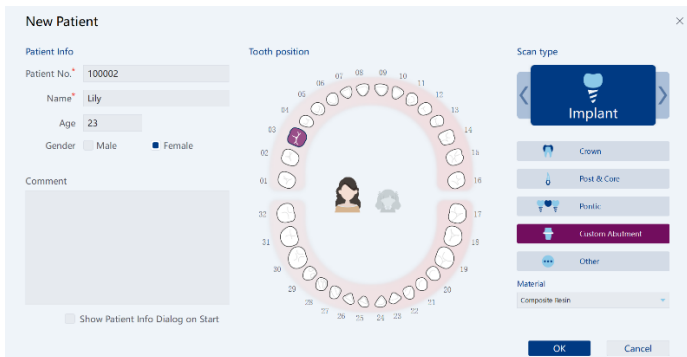 New Patient
Patient Info
Patient No.* 100002
Name* Lily
Age 23
Gender Male Female
Comment
Show Patient Info Dialog on Start
Tooth position
08 09
07 10
06 11
05 12
04 13
03 14
02 15
01 16
32 17
31 18
30 19
29 20
28 21
27 22
26 23
25 24
Scan type
Implant
Crown
Post & Core
Pontic
Custom Abutment
Other
Material
Composite Resin
OK Cancel